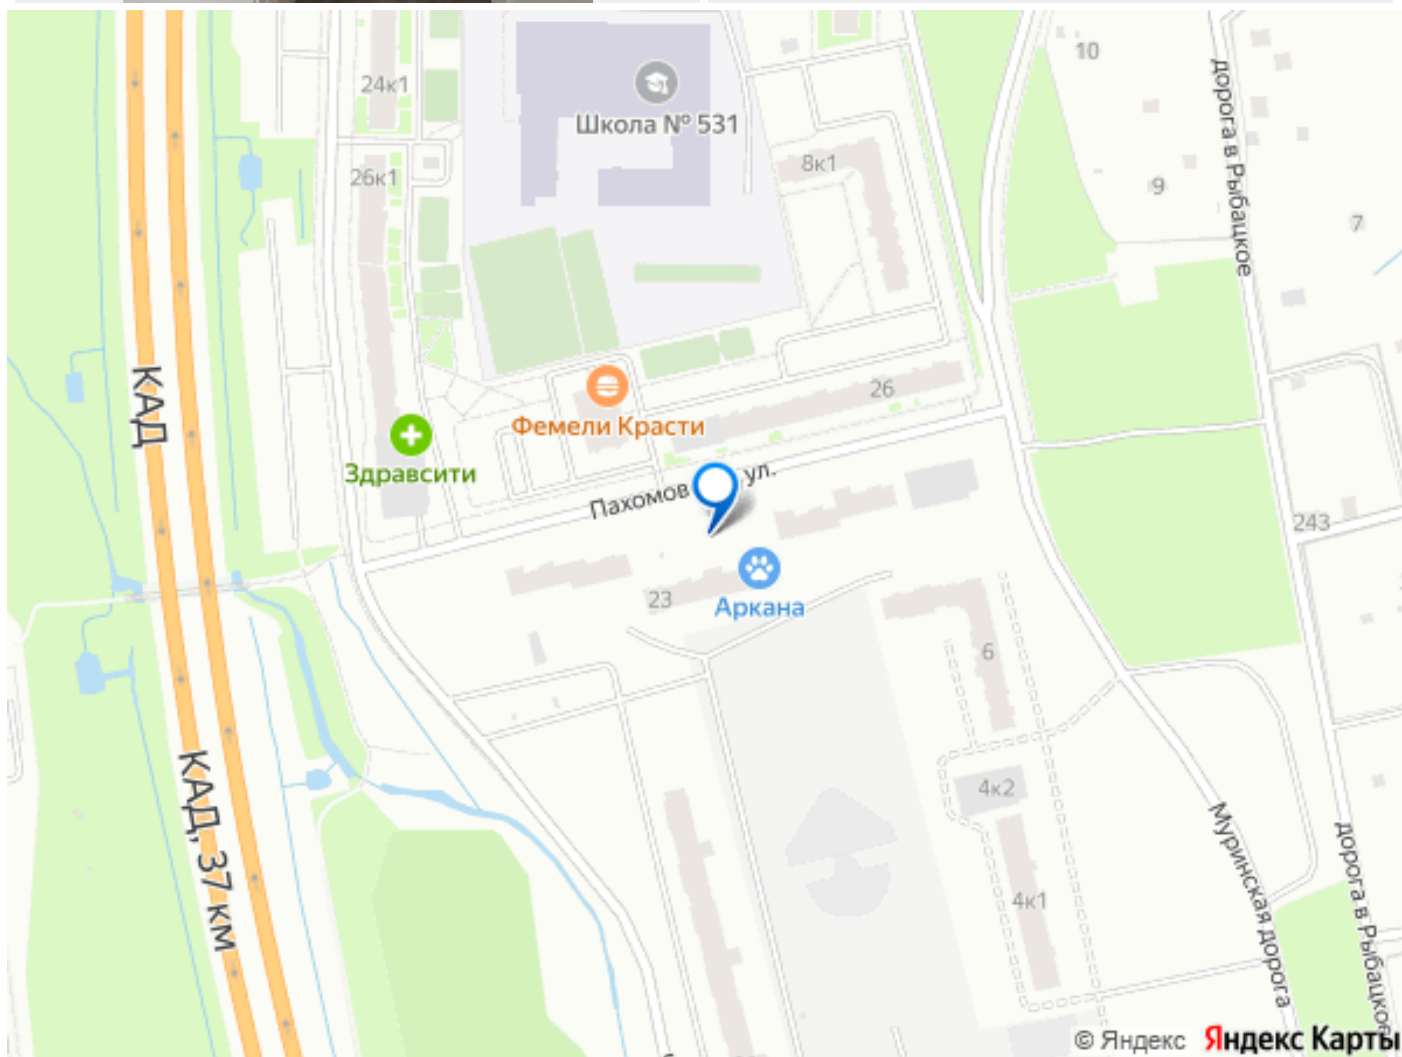 10
24к1
дорога в Рыбацкое
Школа № 531
8к1
26к1
9
7
КАД
26
Фемели Красти
Здравсити
Пахомов
ул.
243
23
Аркана
6
КАД, 37 км
4к2
Муринская дорога
дорога в Рыбацкое
4к1
© Яндекс Яндекс Карты